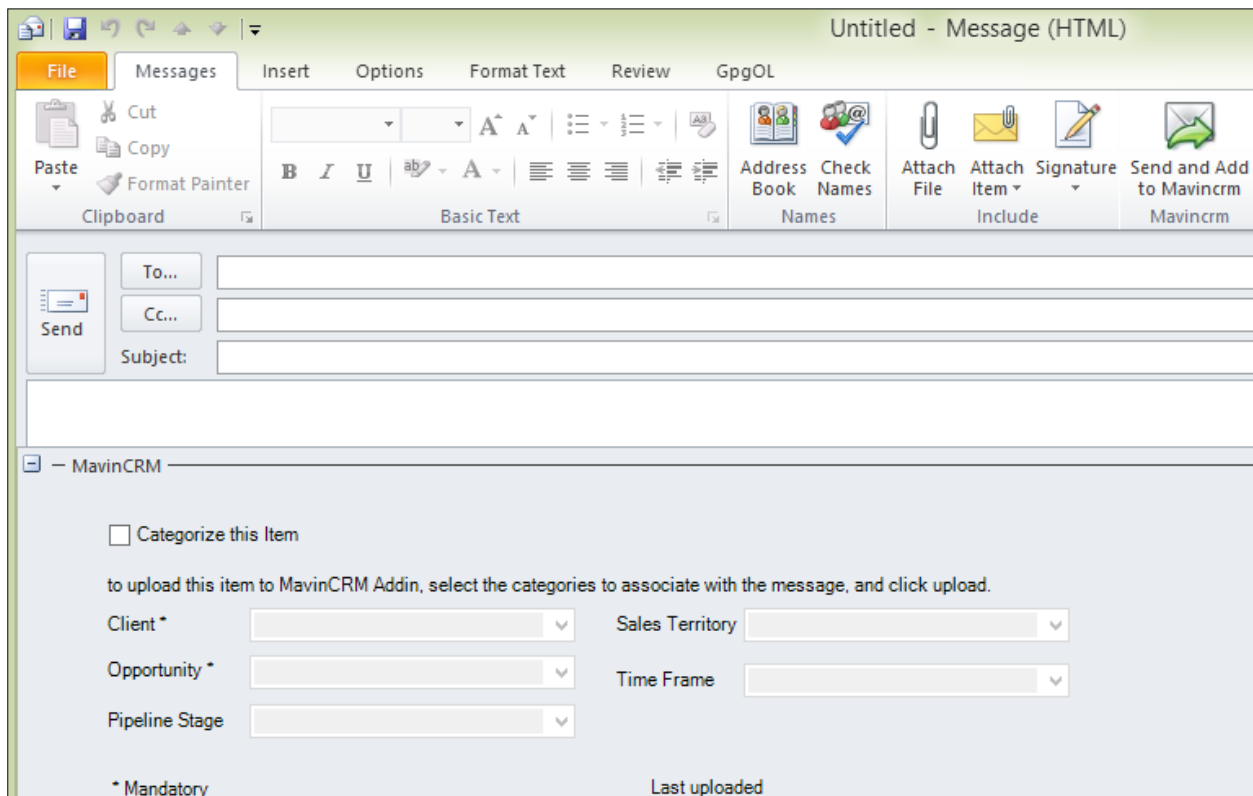 Untitled - Message (HTML)
File Messages Insert Options Format Text Review GpgOL
Cut
Copy
Format Painter
Paste
Clipboard
B I U
Basic Text
Address Book
Check Names
Names
Attach File
Attach Item
Signature
Include
Send and Add to Mavincrm
Mavincrm
Send
To...
Cc...
Subject:
MavinCRM
Categorize this Item
to upload this item to MavinCRM Addin, select the categories to associate with the message, and click upload.
Client * Sales Territory
Opportunity * Time Frame
Pipeline Stage
* Mandatory Last uploaded